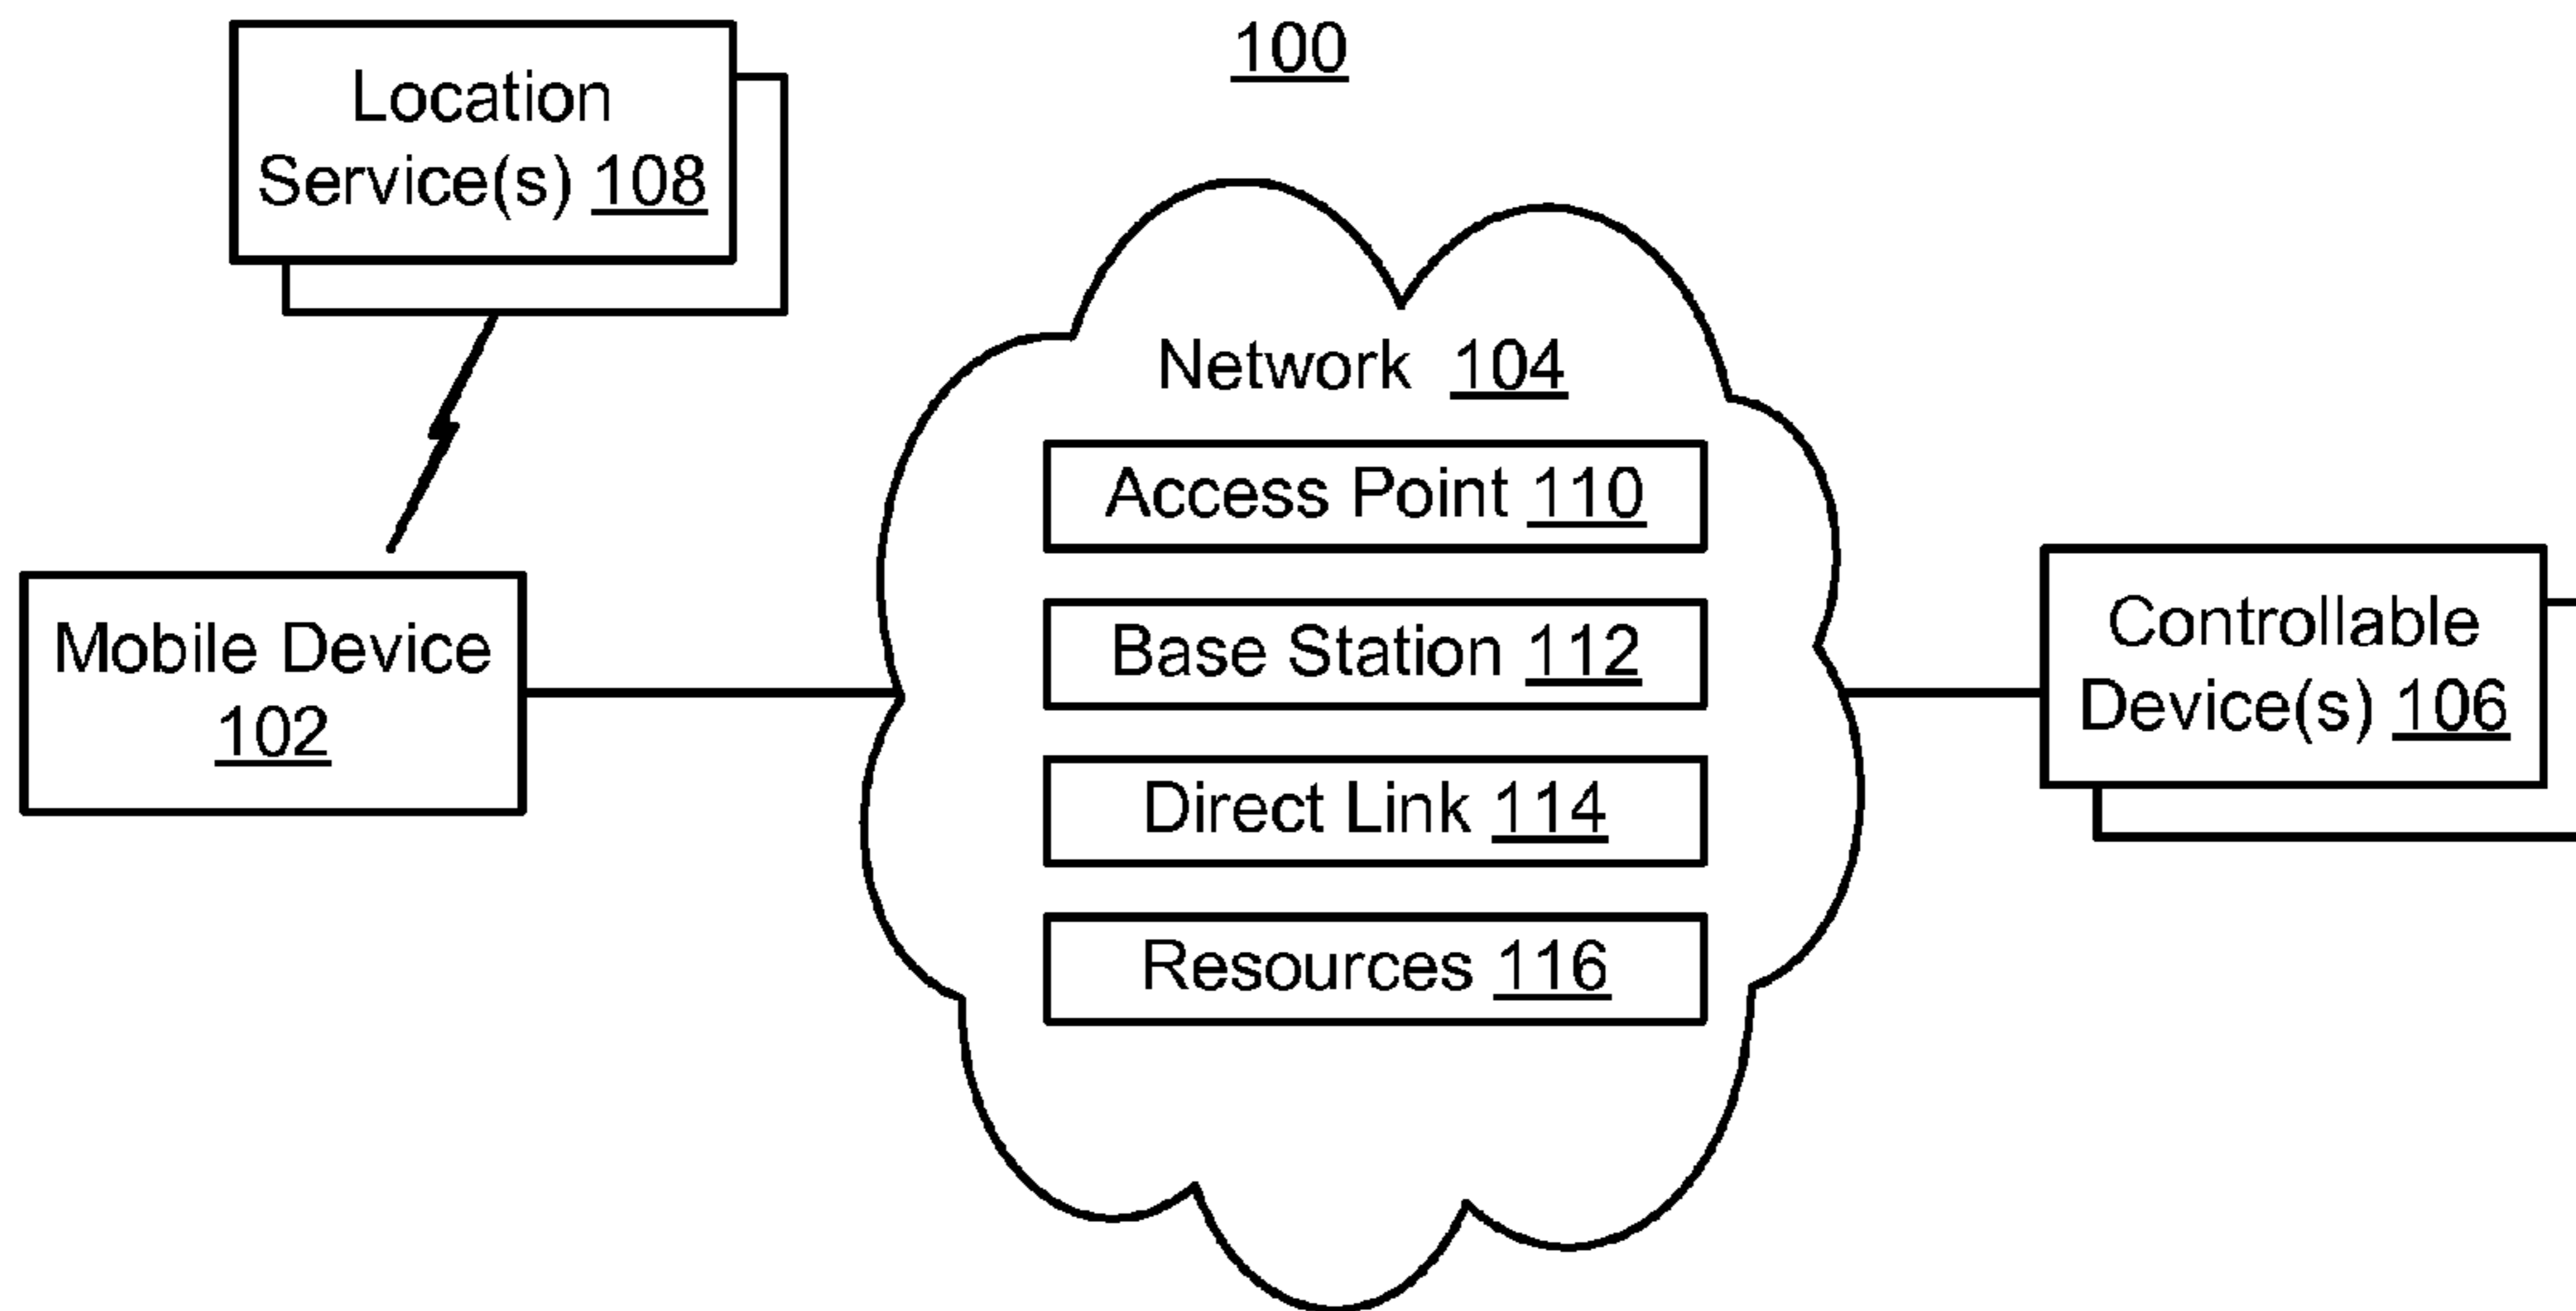 100
Location
Service(s) 108
Network 104
Access Point 110
Base Station 112
Direct Link 114
Resources 116
Mobile Device
102
Controllable
Device(s) 106